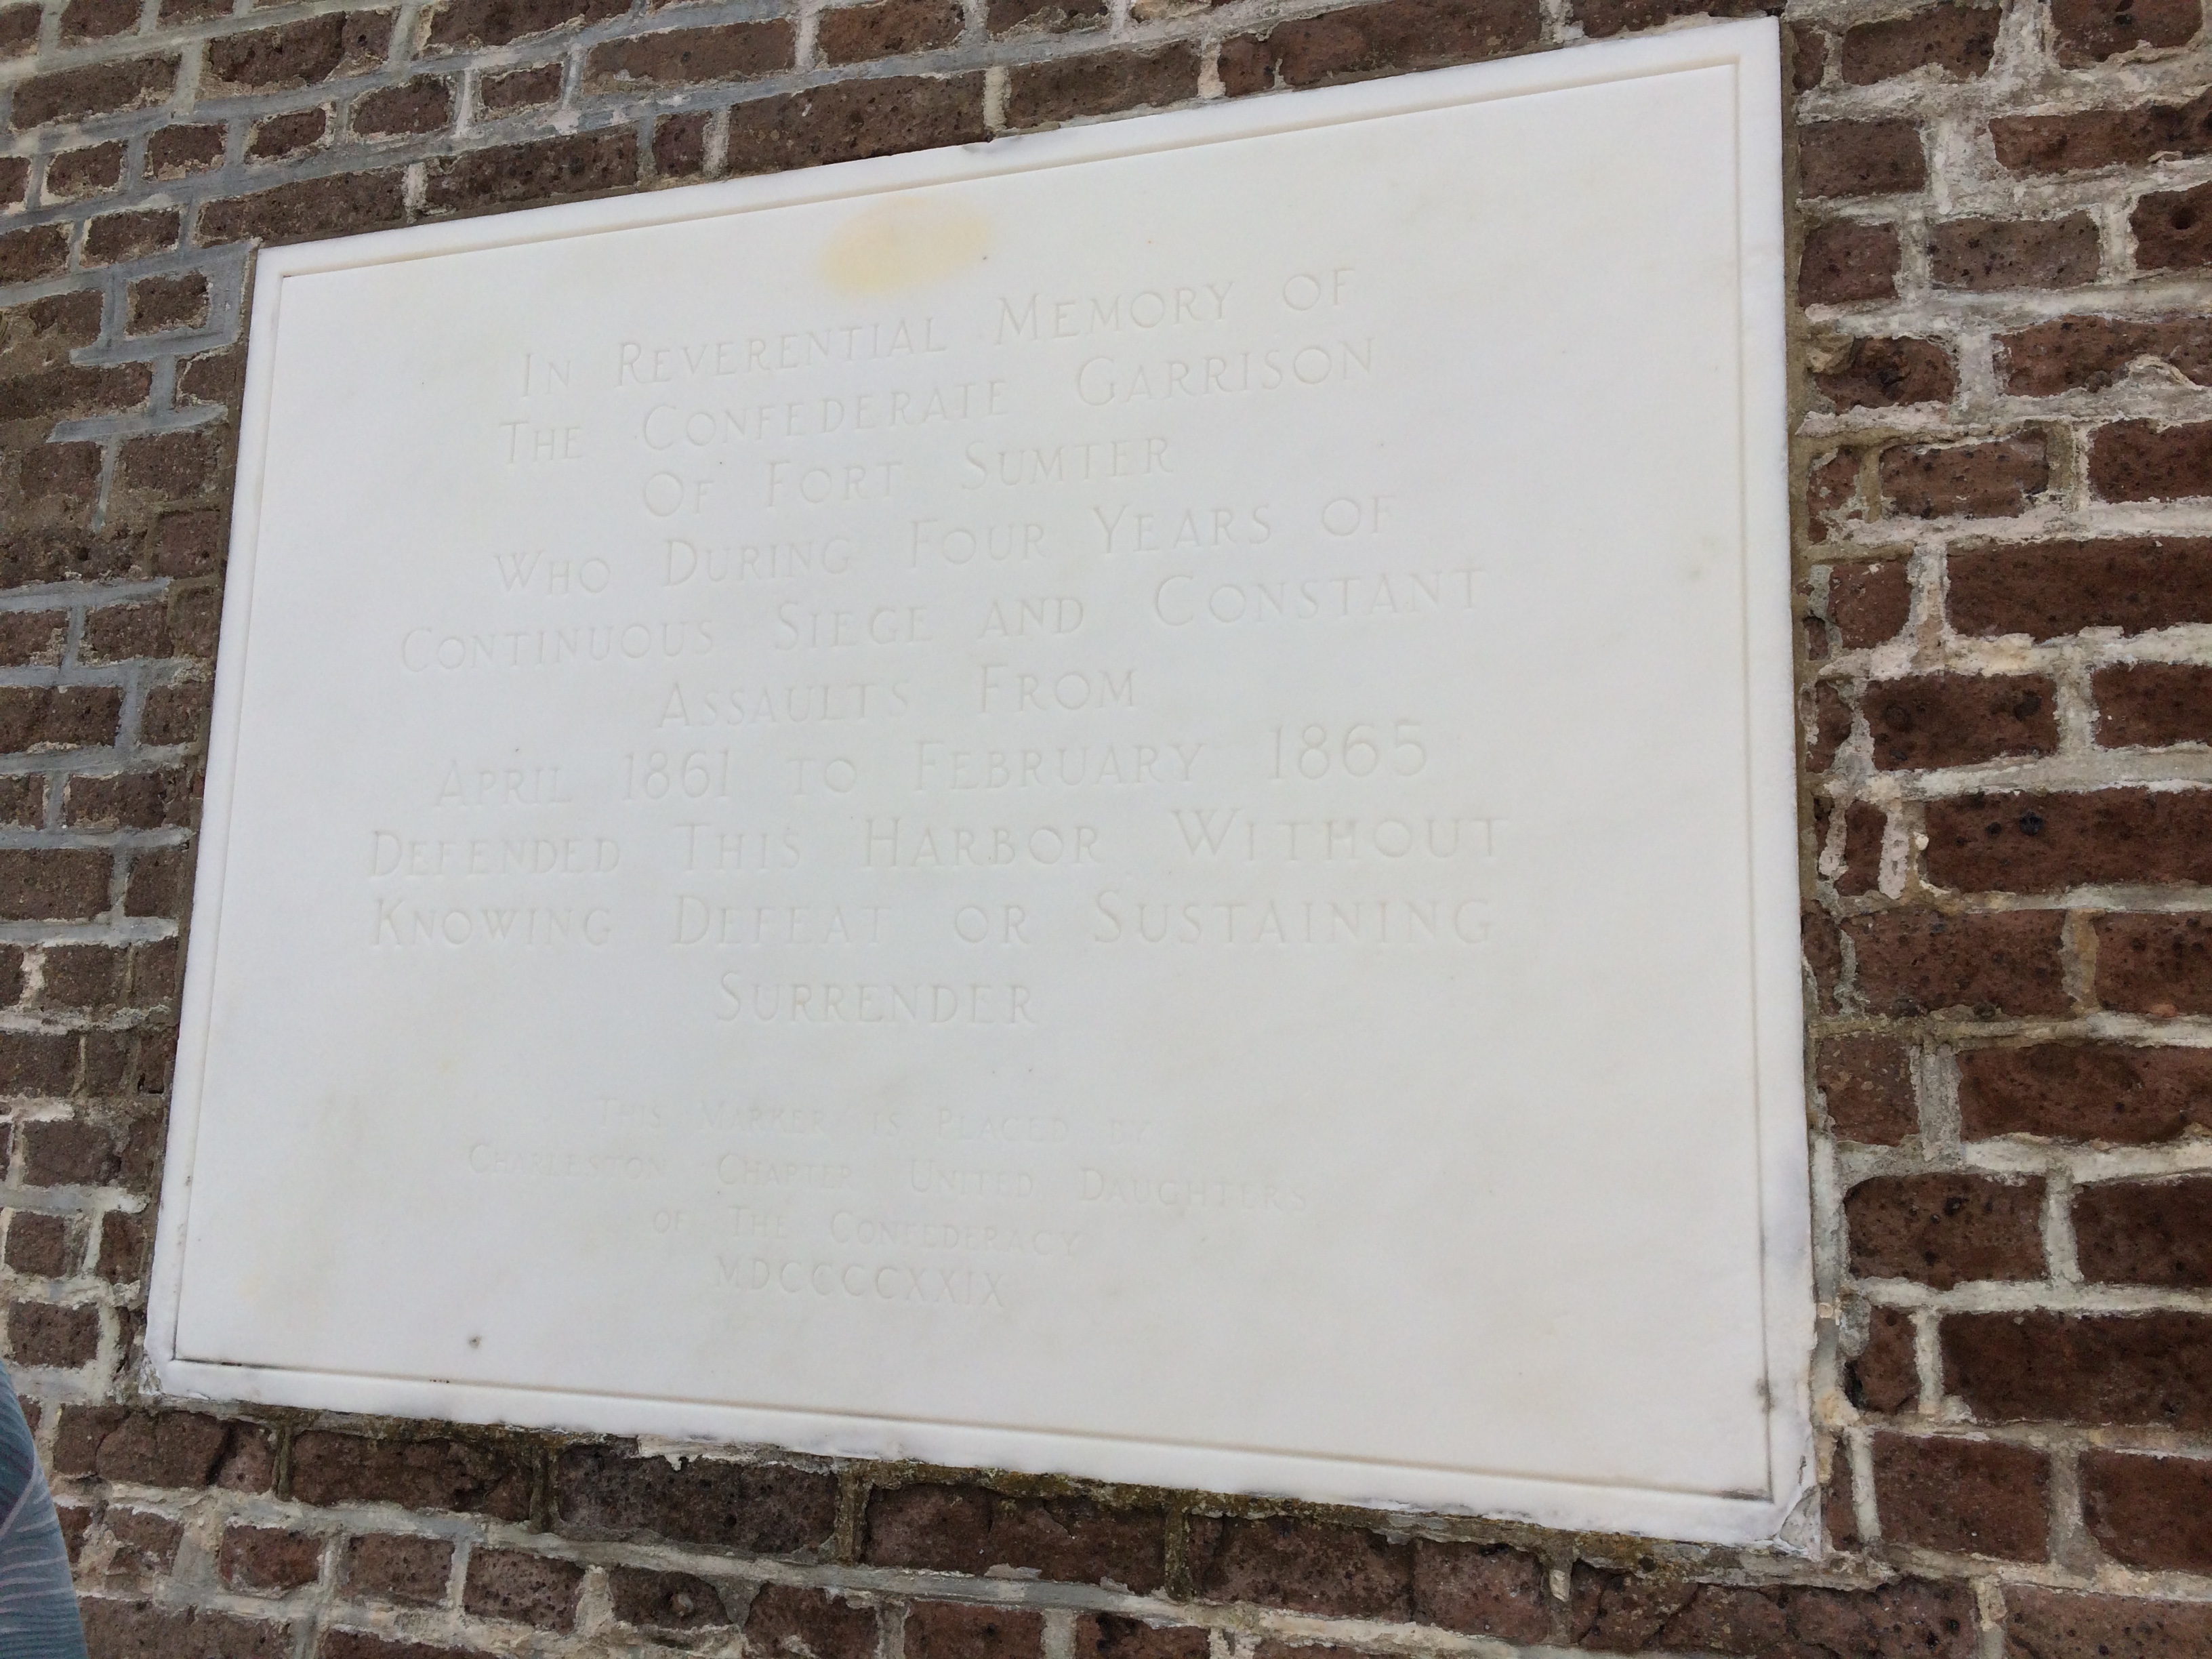 In Reverential Memory of
The Confederate Garrison
Of Fort Sumter
Who During Four Years of
Continuous Siege and Constant
Assaults From
April 1861 to February 1865
Defended This Harbor Without
Knowing Defeat or Sustaining
Surrender
This Marker is Placed by
Charleston Chapter United Daughters
of The Confederacy
MDCCCCXXIX